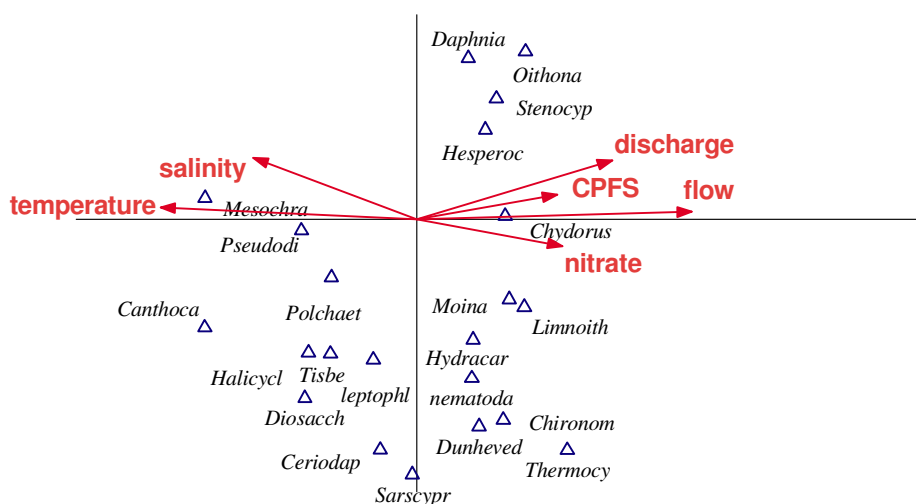 Daphnia
Oithona
Stenocyp
discharge
Hesperoc
salinity
CPFS
flow
temperature
Mesochra
Chydorus
Pseudodi
nitrate
Canthoca
Polchaet
Moina
Limnoith
Hydracar
Halicycl
Tisbe
leptophl
nematoda
Diosacch
Chironom
Dunheved
Ceriodap
Thermocy
Sarscypr